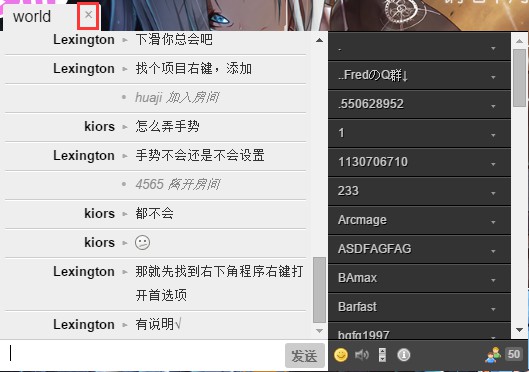 world
Lexington 下滑你总会吧
Lexington 找个项目右键，添加
huaji 加入房间
kiors 怎么弄手势
Lexington 手势不会还是不会设置
4565 离开房间
kiors 都不会
kiors
Lexington 那就先找到右下角程序右键打
开首选项
Lexington 有说明√
发送
.
..FredのQ群↓
.550628952
1
1130706710
233
Arcmage
ASDFAGFAG
BAmax
Barfast
bgfg1997
50